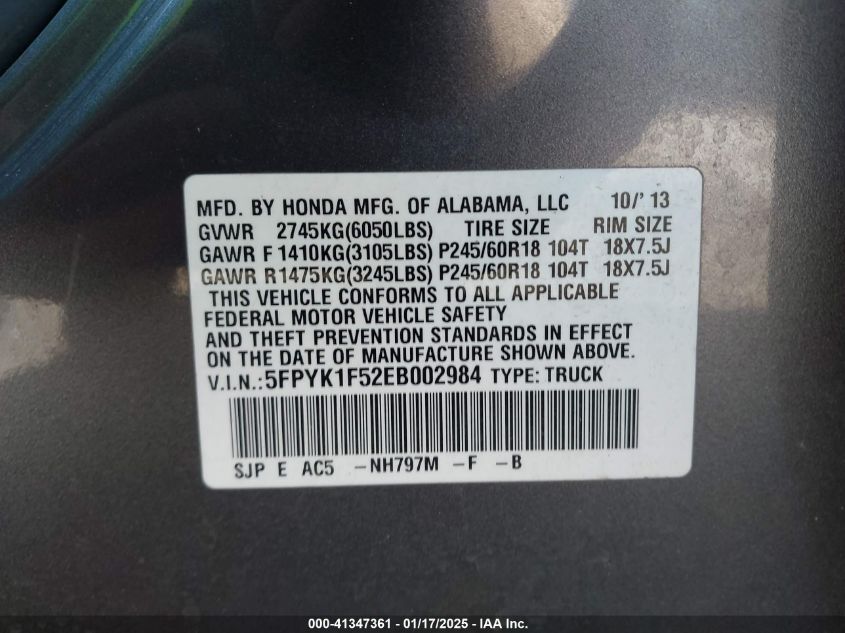 MFD. BY HONDA MFG. OF ALABAMA, LLC 10/' 13
GVWR 2745KG(6050LBS) TIRE SIZE RIM SIZE
GAWR F 1410KG(3105LBS) P245/60R18 104T 18X7.5J
GAWR R 1475KG(3245LBS) P245/60R18 104T 18X7.5J
THIS VEHICLE CONFORMS TO ALL APPLICABLE
FEDERAL MOTOR VEHICLE SAFETY
AND THEFT PREVENTION STANDARDS IN EFFECT
ON THE DATE OF MANUFACTURE SHOWN ABOVE.
V.I.N.: 5FPYK1F52EB002984 TYPE: TRUCK
SJP E AC5 -NH797M -F -B
000-41347361 - 01/17/2025 - IAA Inc.